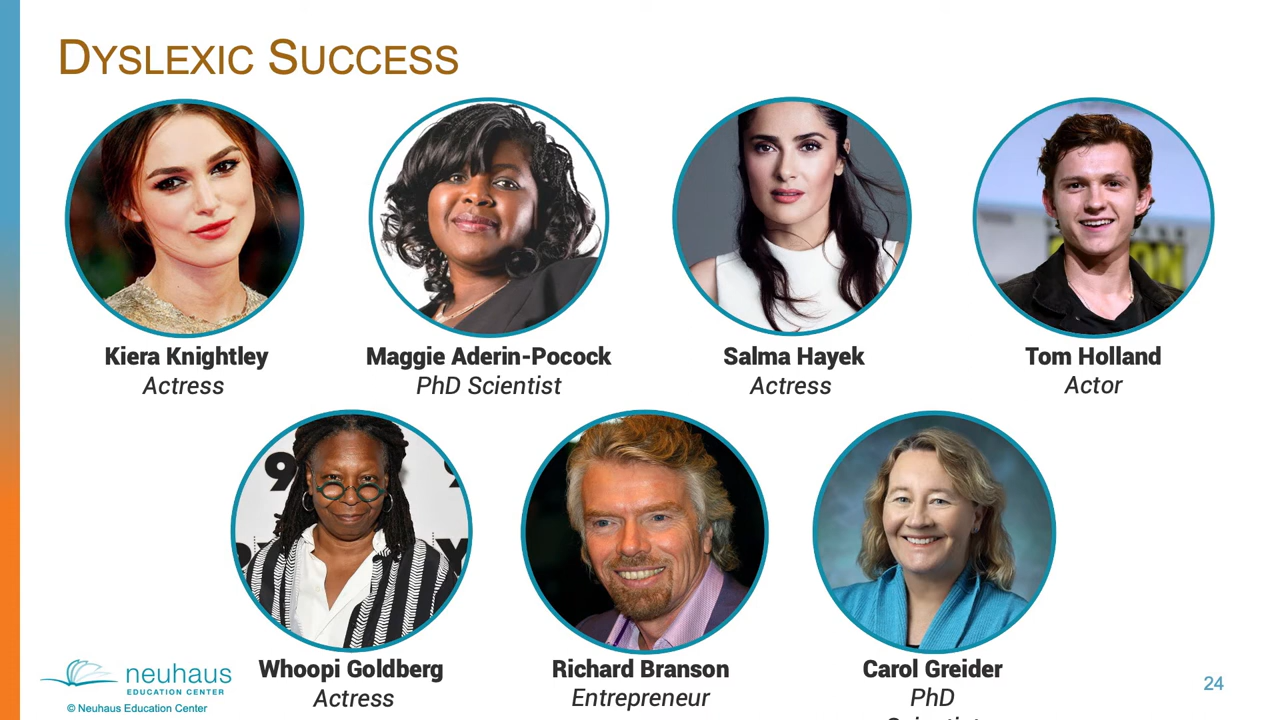 DYSLEXIC SUCCESS
Kiera Knightley
Actress
Maggie Aderin-Pocock
PhD Scientist
Salma Hayek
Actress
Tom Holland
Actor
Whoopi Goldberg
Actress
Richard Branson
Entrepreneur
Carol Greider
PhD
neuhaus
EDUCATION CENTER
© Neuhaus Education Center
24